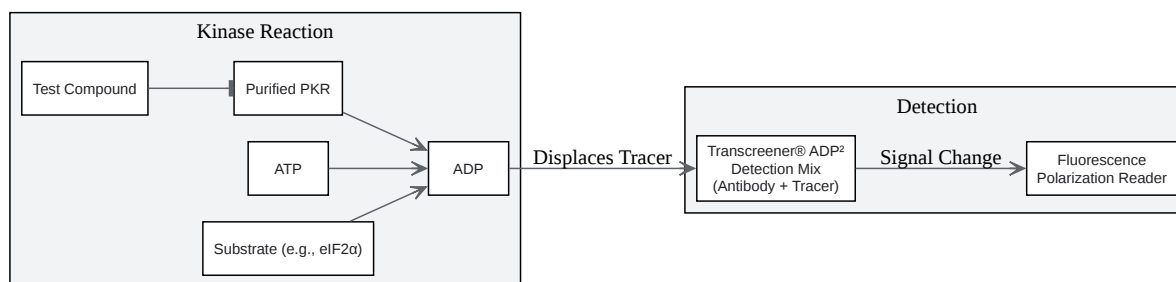 Kinase Reaction
Test Compound
Purified PKR
ATP
ADP
Substrate (e.g., eIF2α)
Displaces Tracer
Detection
Transcreener® ADP²
Detection Mix
(Antibody + Tracer)
Signal Change
Fluorescence
Polarization Reader